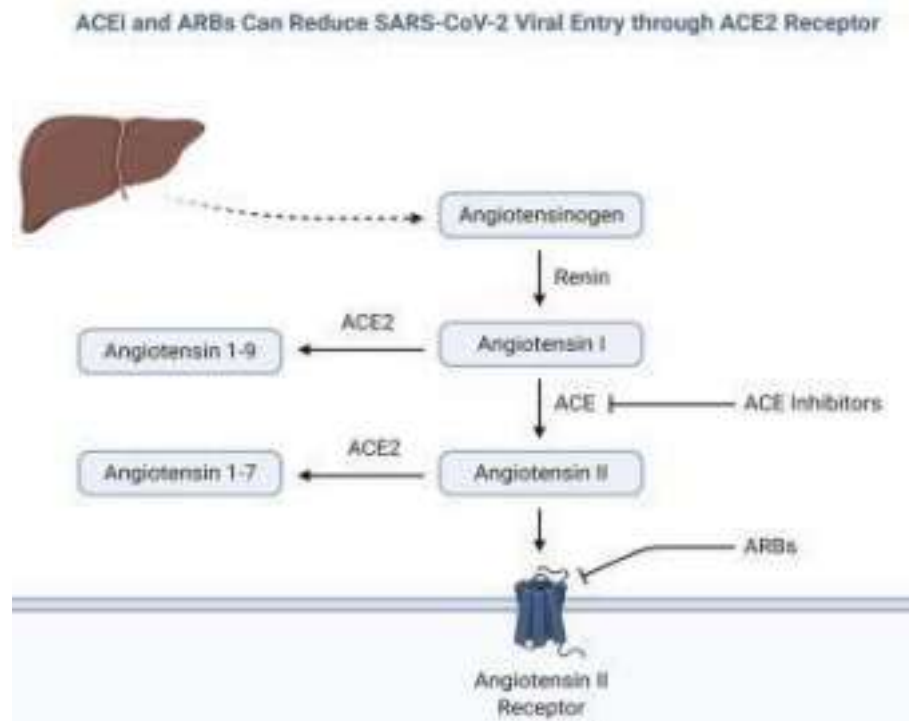 ACEi and ARBs Can Reduce SARS-CoV-2 Viral Entry through ACE2 Receptor
Angiotensinogen
Renin
ACE2
Angiotensin 1-9
Angiotensin I
ACE
ACE Inhibitors
ACE2
Angiotensin 1-7
Angiotensin II
ARBs
Angiotensin II
Receptor